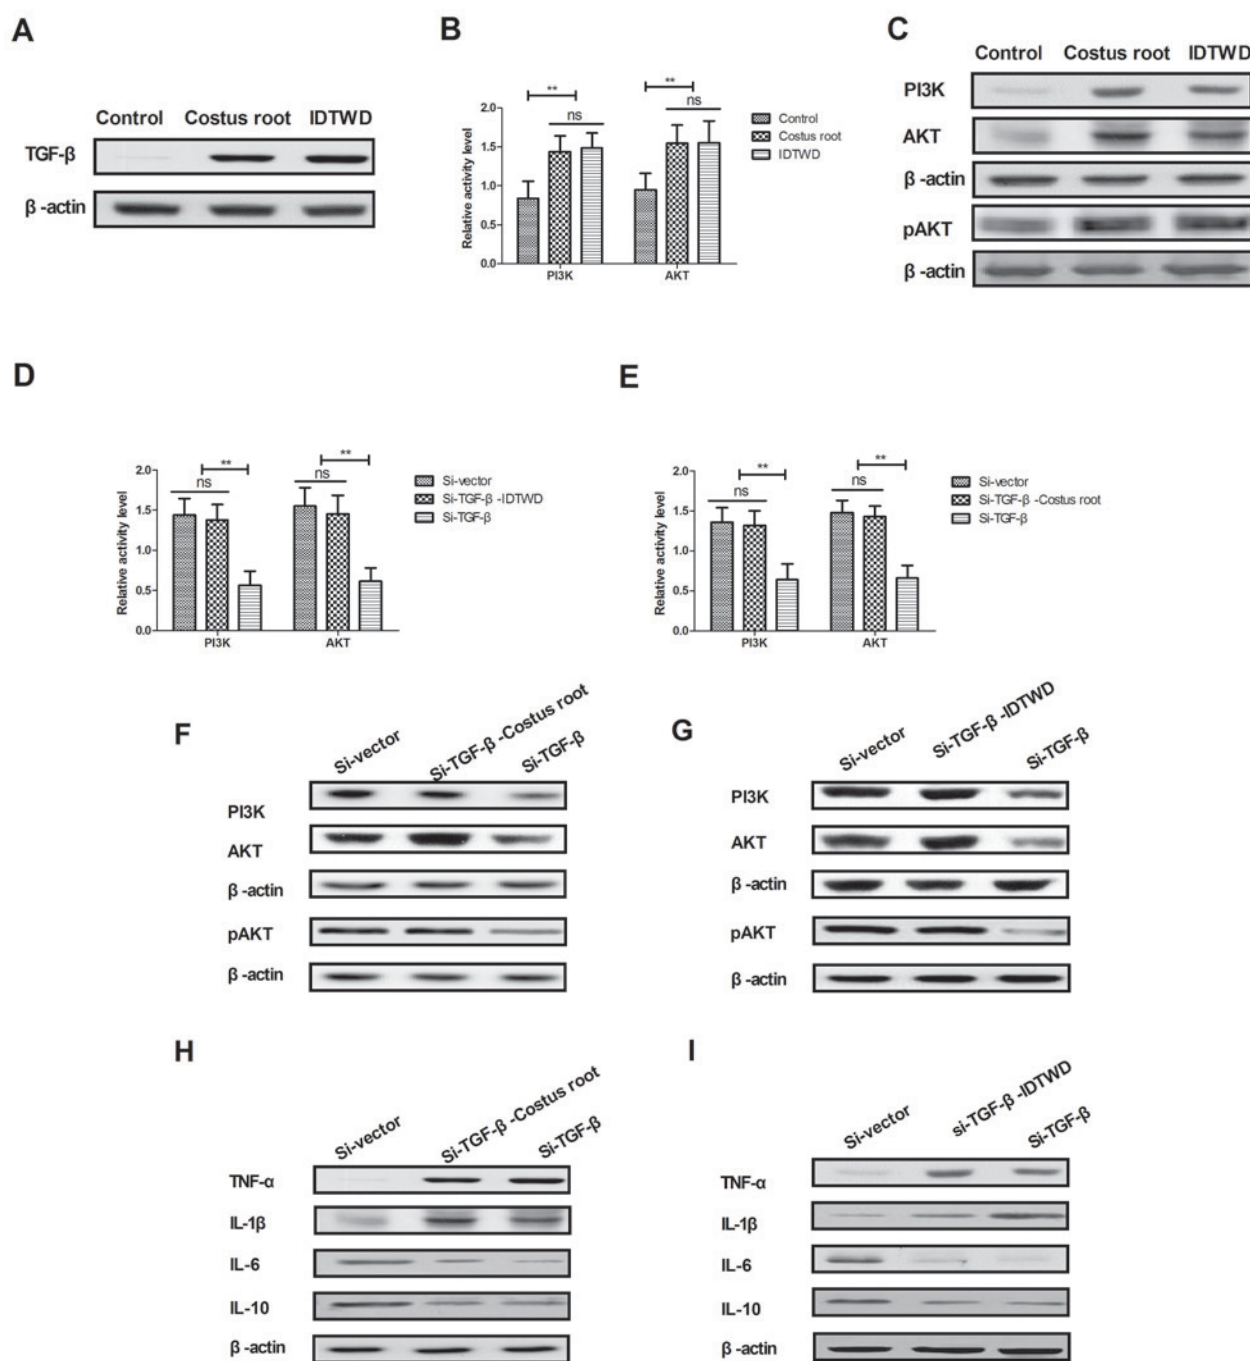 A
Control Costus root IDTWD
TGF-β
β -actin
B
Relative activity level
2.0
1.5
1.0
0.5
0.0
** ns ** ns
PI3K AKT
Control
Costus root
IDTWD
C
Control Costus root IDTWD
PI3K
AKT
β -actin
pAKT
β -actin
D
Relative activity level
2.0
1.5
1.0
0.5
0.0
** **
ns ns
PI3K AKT
Si-vector
Si-TGF-β -IDTWD
Si-TGF-β
E
Relative activity level
2.0
1.5
1.0
0.5
0.0
** **
ns ns
PI3K AKT
Si-vector
Si-TGF-β -Costus root
Si-TGF-β
F
Si-vector Si-TGF-β -Costus root Si-TGF-β
PI3K
AKT
β -actin
pAKT
β -actin
G
Si-vector Si-TGF-β -IDTWD Si-TGF-β
PI3K
AKT
β -actin
pAKT
β -actin
H
Si-vector Si-TGF-β -Costus root Si-TGF-β
TNF-α
IL-1β
IL-6
IL-10
β -actin
I
Si-vector si-TGF-β -IDTWD Si-TGF-β
TNF-α
IL-1β
IL-6
IL-10
β -actin